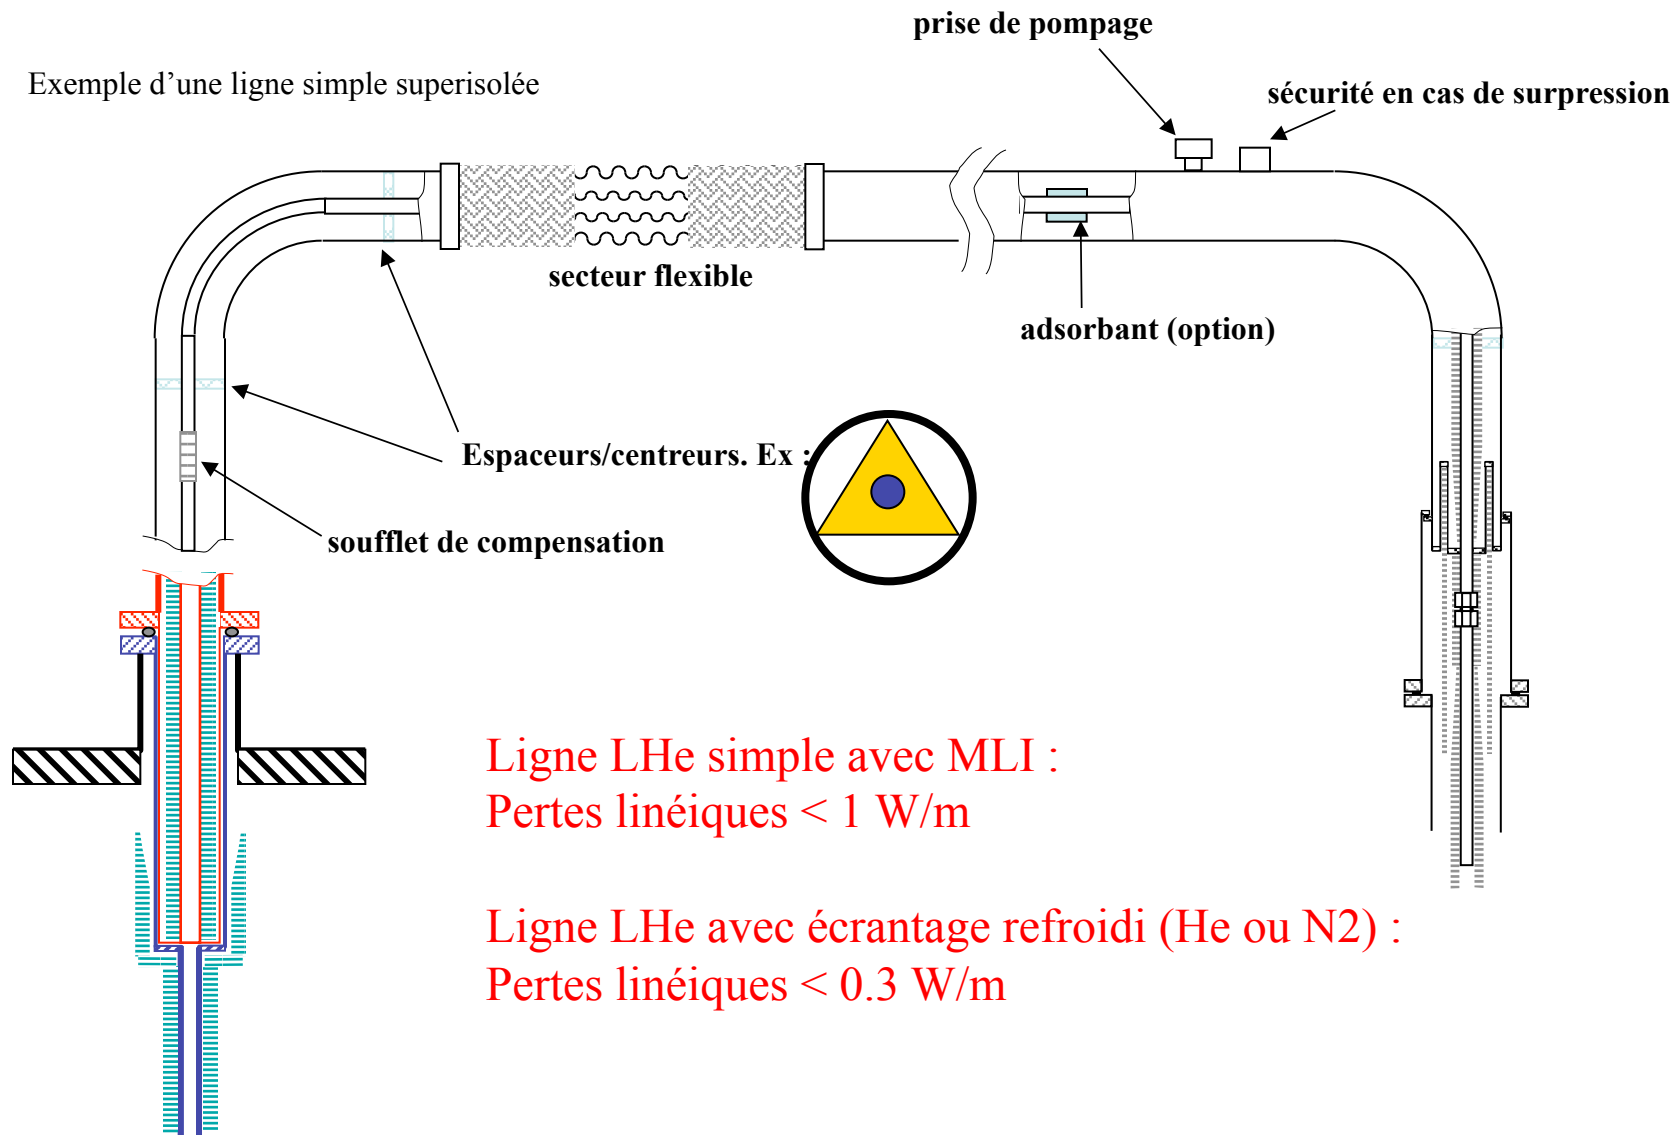 prise de pompage
Exemple d’une ligne simple superisolée
sécurité en cas de surpression
secteur flexible
adsorbant (option)
Espaceurs/centreurs. Ex :
soufflet de compensation
Ligne LHe simple avec MLI :
Pertes linéiques < 1 W/m
Ligne LHe avec écrantage refroidi (He ou N2) :
Pertes linéiques < 0.3 W/m